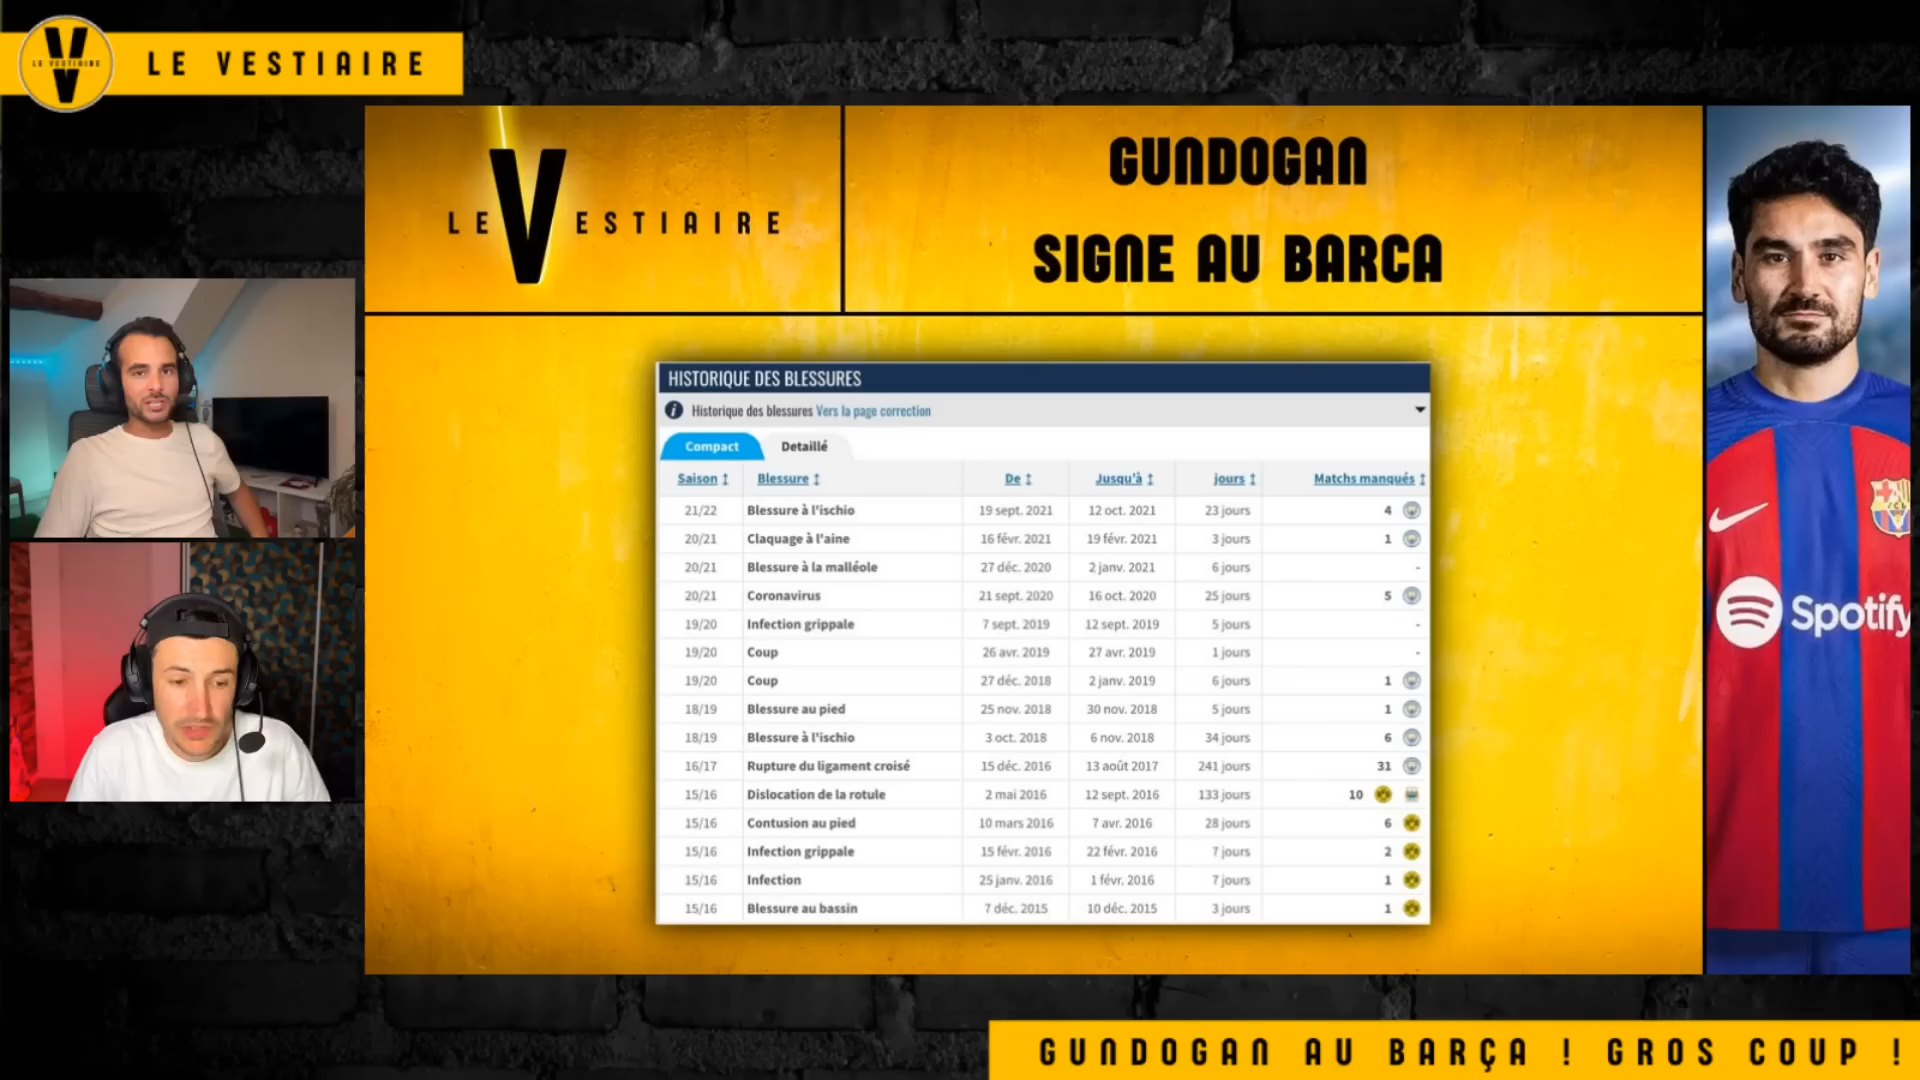 LE VESTIAIRE
LE VESTIAIRE
LE VESTIAIRE
GUNDOGAN
SIGNE AU BARCA
HISTORIQUE DES BLESSURES
i Historique des blessures Vers la page correction
Compact Detaillé
Saison Blessure De Jusqu'à jours Matchs manqués
21/22 Blessure à l'ischio 19 sept. 2021 12 oct. 2021 23 jours 4
20/21 Claquage à l'aine 16 févr. 2021 19 févr. 2021 3 jours 1
20/21 Blessure à la malléole 27 déc. 2020 2 janv. 2021 6 jours -
20/21 Coronavirus 21 sept. 2020 16 oct. 2020 25 jours 5
19/20 Infection grippale 7 sept. 2019 12 sept. 2019 5 jours -
19/20 Coup 26 avr. 2019 27 avr. 2019 1 jours -
19/20 Coup 27 déc. 2018 2 janv. 2019 6 jours 1
18/19 Blessure au pied 25 nov. 2018 30 nov. 2018 5 jours 1
18/19 Blessure à l'ischio 3 oct. 2018 6 nov. 2018 34 jours 6
16/17 Rupture du ligament croisé 15 déc. 2016 13 août 2017 241 jours 31
15/16 Dislocation de la rotule 2 mai 2016 12 sept. 2016 133 jours 10
15/16 Contusion au pied 10 mars 2016 7 avr. 2016 28 jours 6
15/16 Infection grippale 15 févr. 2016 22 févr. 2016 7 jours 2
15/16 Infection 25 janv. 2016 1 févr. 2016 7 jours 1
15/16 Blessure au bassin 7 déc. 2015 10 déc. 2015 3 jours 1
Spotify
GUNDOGAN AU BARÇA ! GROS COUP !